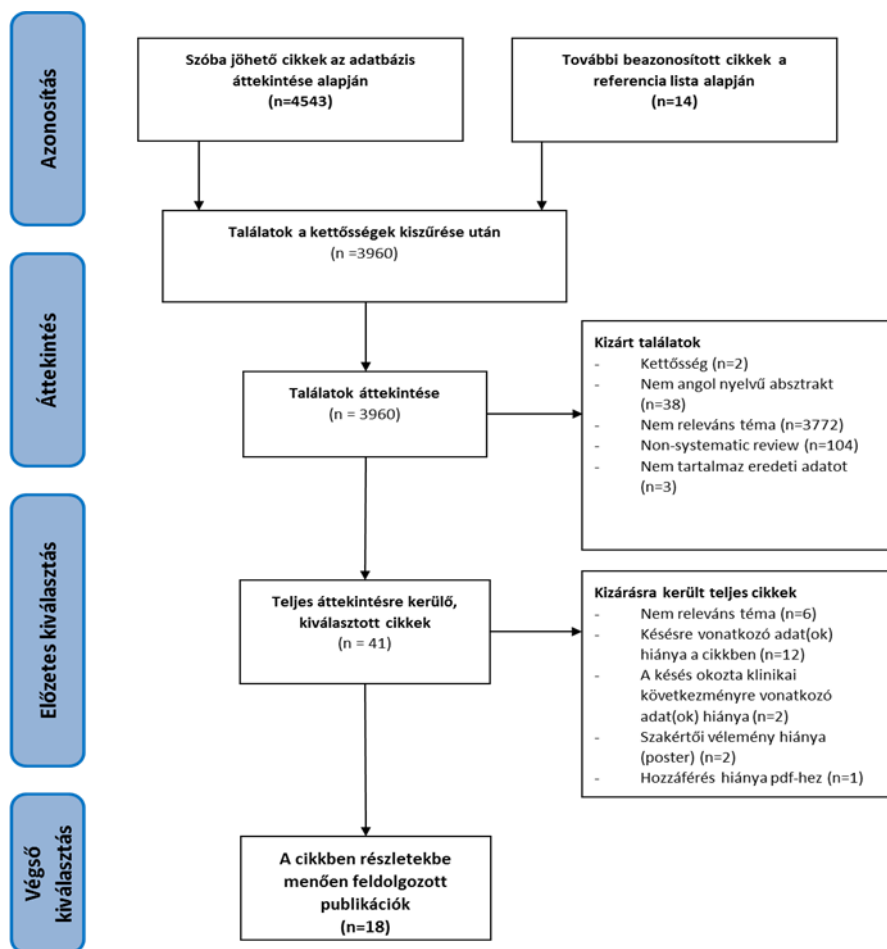 Azonosítás
Szóba jöhető cikkek az adatbázis
áttekintése alapján
(n=4543)
További beazonosított cikkek a
referencia lista alapján
(n=14)
Találatok a kettősségek kiszűrése után
(n =3960)
Áttekintés
Találatok áttekintése
(n = 3960)
Kizárt találatok
- Kettősség (n=2)
- Nem angol nyelvű absztrakt
(n=38)
- Nem releváns téma (n=3772)
- Non-systematic review (n=104)
- Nem tartalmaz eredeti adatot
(n=3)
Előzetes kiválasztás
Teljes áttekintésre kerülő,
kiválasztott cikkek
(n = 41)
Kizárásra került teljes cikkek
- Nem releváns téma (n=6)
- Késésre vonatkozó adat(ok)
hiánya a cikkben (n=12)
- A késés okozta klinikai
következményre vonatkozó
adat(ok) hiánya (n=2)
- Szakértői vélemény hiánya
(poster) (n=2)
- Hozzáférés hiánya pdf-hez (n=1)
Végső
kiválasztás
A cikkben részletekbe
menően feldolgozott
publikációk
(n=18)